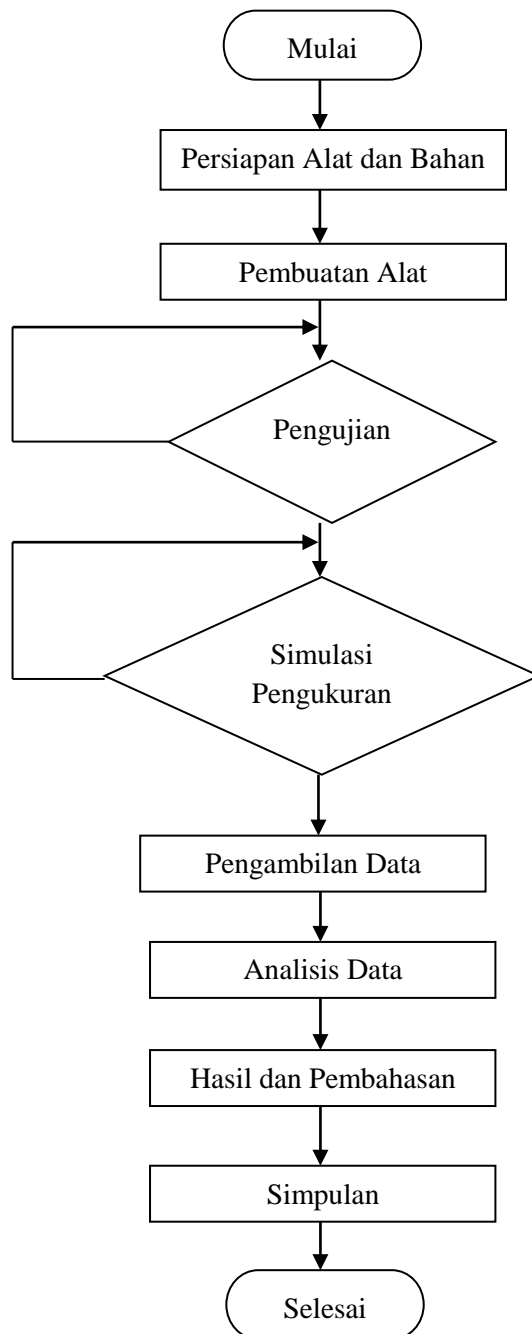 Mulai
Persiapan Alat dan Bahan
Pembuatan Alat
Pengujian
Simulasi
Pengukuran
Pengambilan Data
Analisis Data
Hasil dan Pembahasan
Simpulan
Selesai